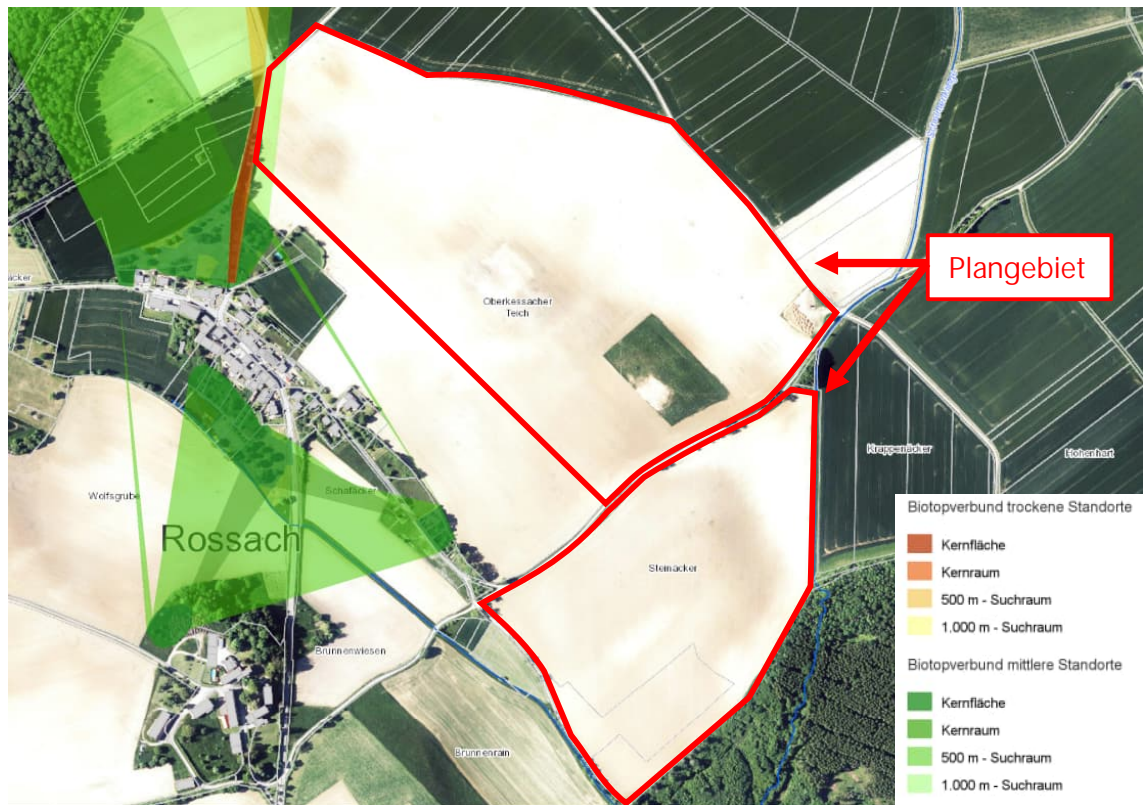 äcker
Oberkessacher
Teich
Plangebiet
Krappenäcker
Hohenhart
Schafäcker
Wolfsgrube
Rossach
Steinäcker
Brunnenwiesen
Brunnenrain
Biotopverbund trockene Standorte
Kernfläche
Kernraum
500 m - Suchraum
1.000 m - Suchraum
Biotopverbund mittlere Standorte
Kernfläche
Kernraum
500 m - Suchraum
1.000 m - Suchraum